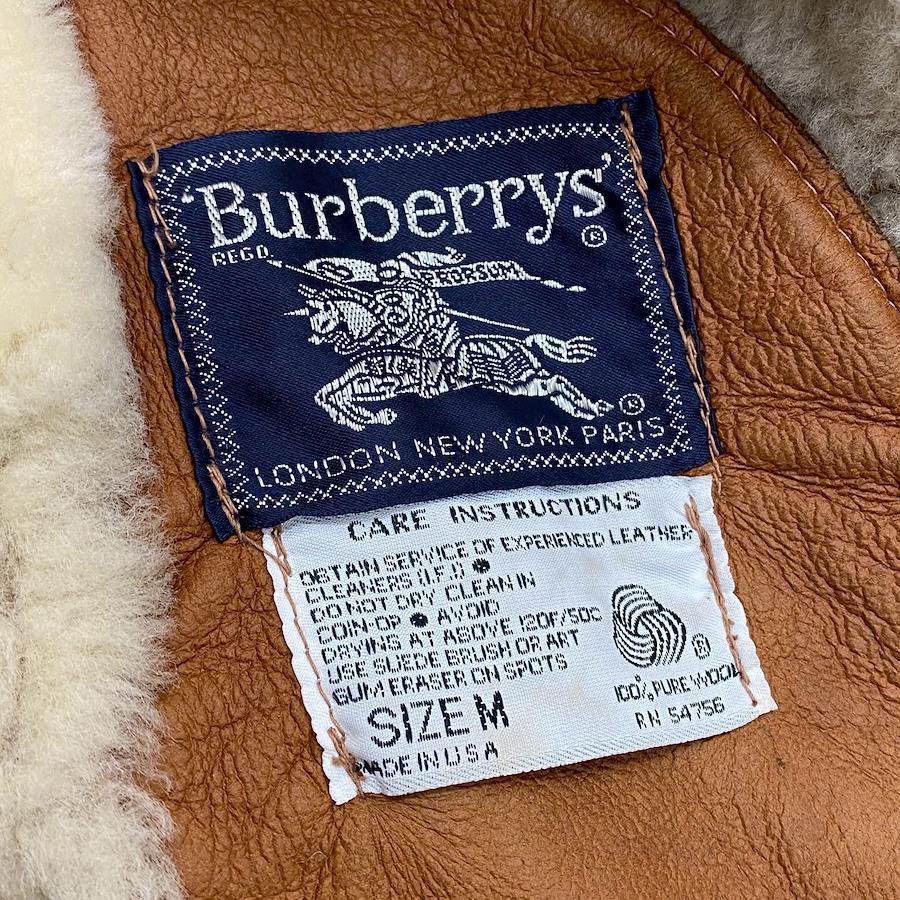 'Burberrys'
®
REGD.
PRORSUM
®
LONDON NEW YORK PARIS
CARE INSTRUCTIONS
OBTAIN SERVICE OF EXPERIENCED LEATHER
CLEANERS (I.F.I) ●
DO NOT DRY CLEAN IN
COIN-OP ● AVOID
DRYING AT ABOVE 120F/50C
USE SUEDE BRUSH OR ART
GUM ERASER ON SPOTS
SIZE M
MADE IN USA
®
100% PURE WOOL
RN 54756